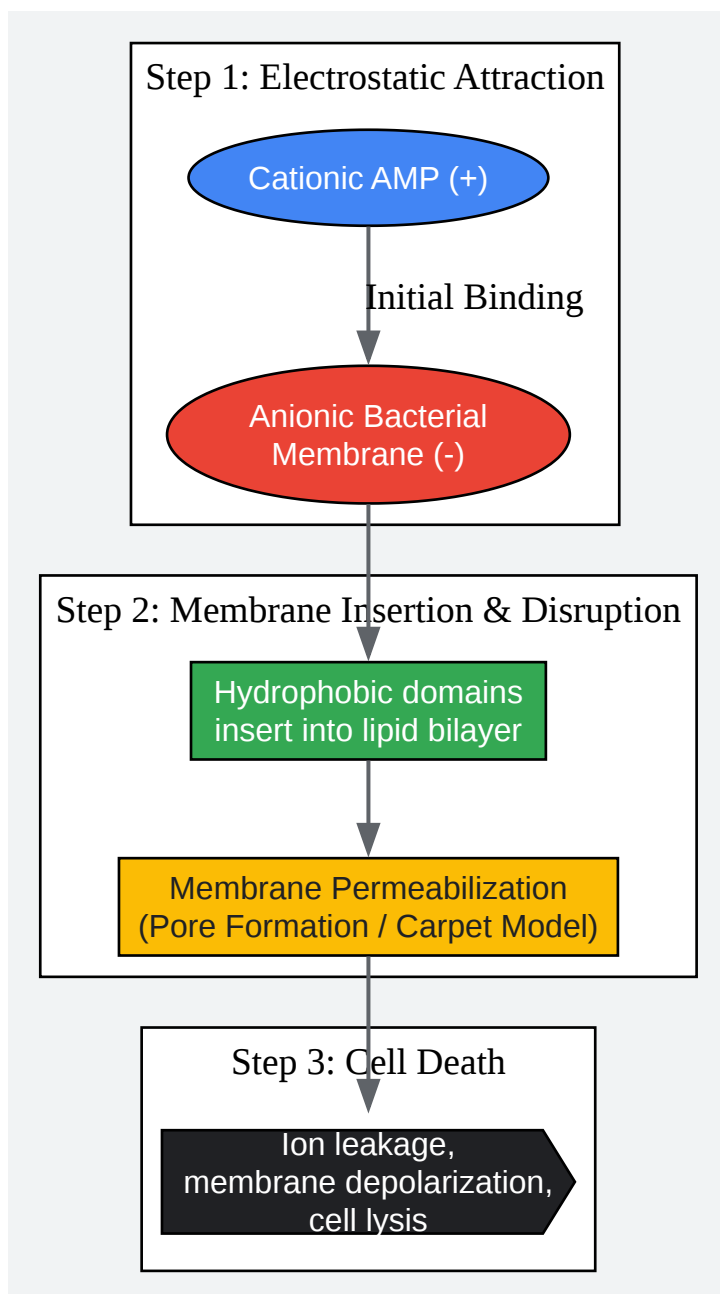 Step 1: Electrostatic Attraction
Cationic AMP (+)
Initial Binding
Anionic Bacterial
Membrane (-)
Step 2: Membrane Insertion & Disruption
Hydrophobic domains
insert into lipid bilayer
Membrane Permeabilization
(Pore Formation / Carpet Model)
Step 3: Cell Death
Ion leakage,
membrane depolarization,
cell lysis